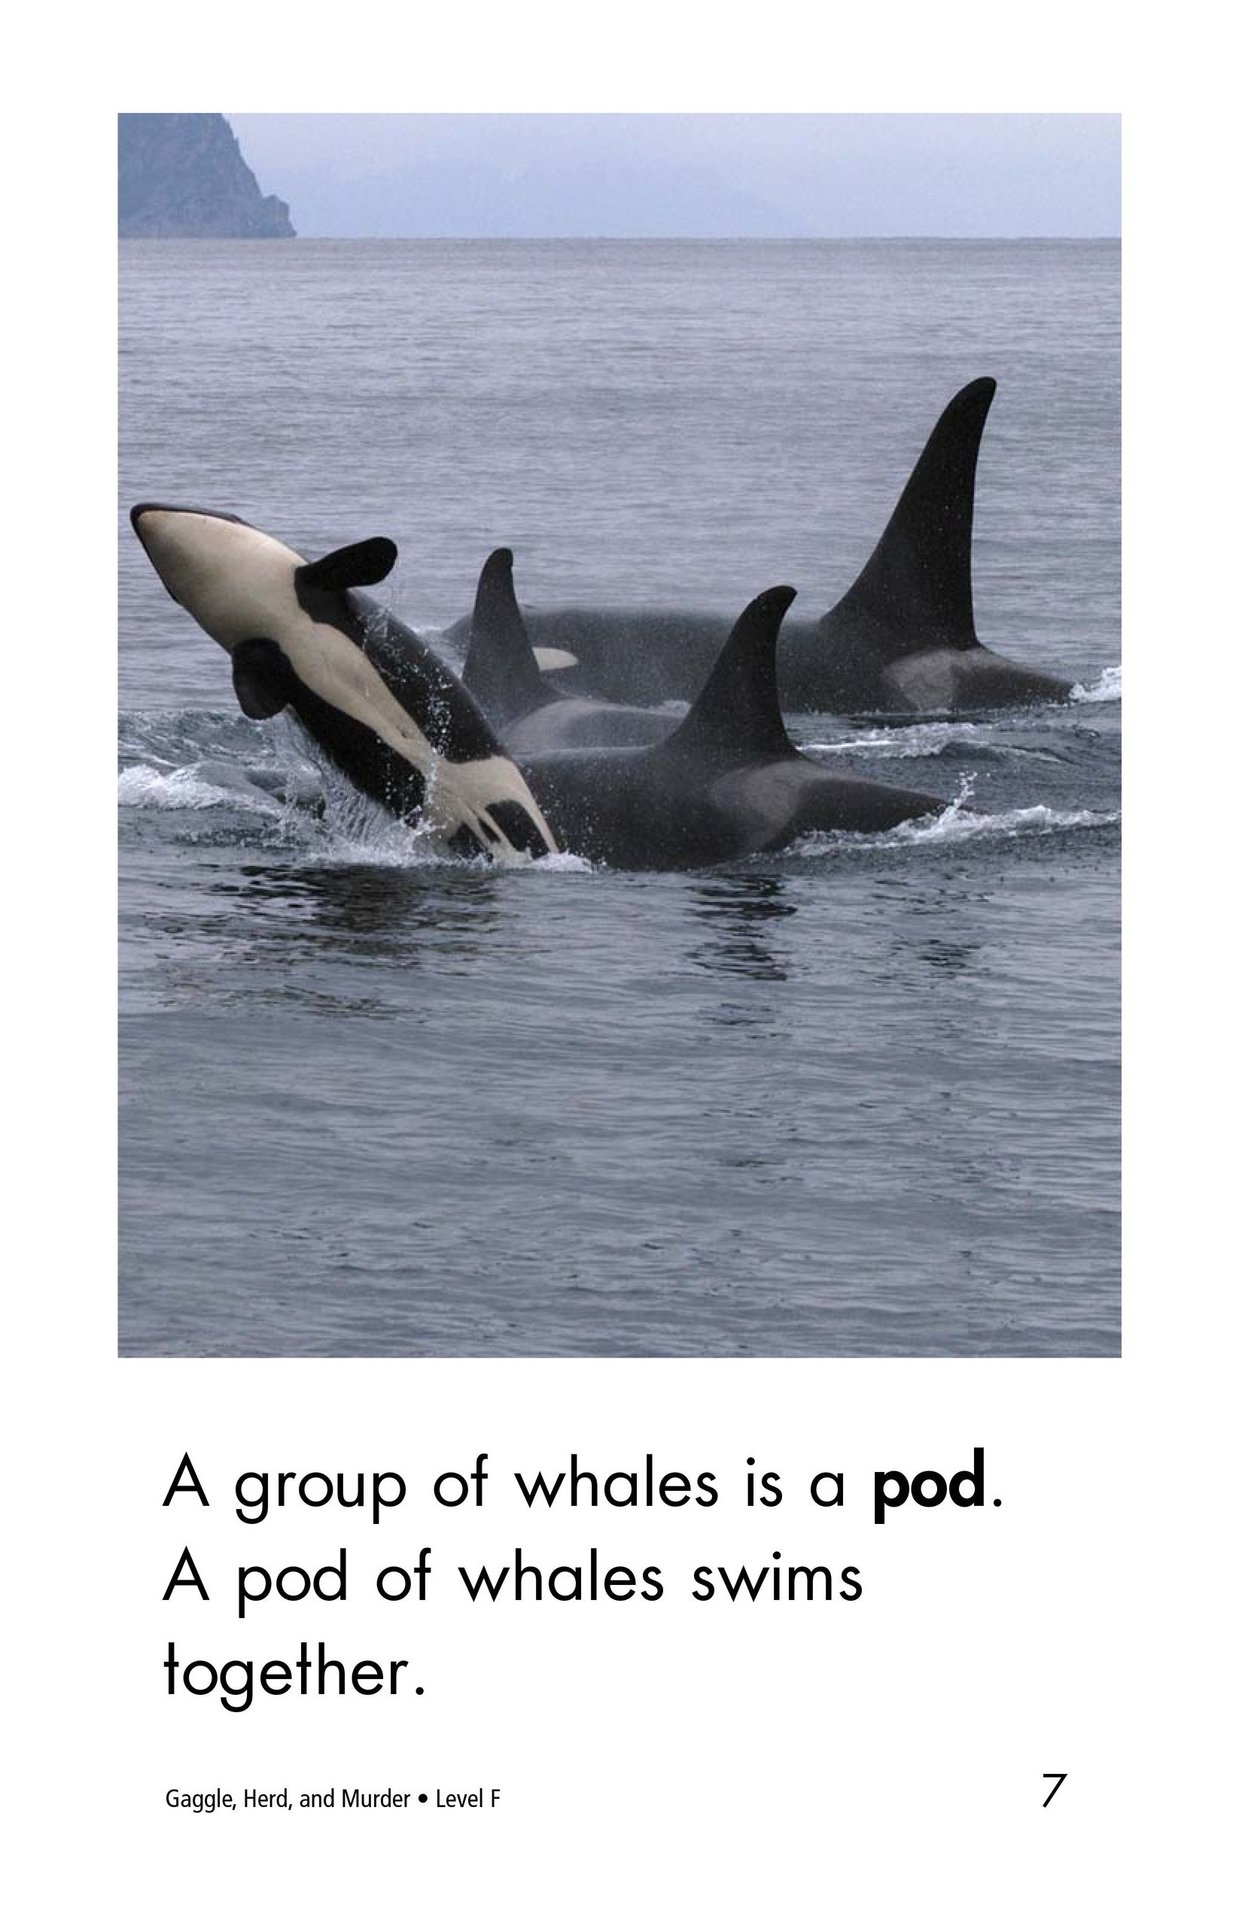 A group of whales is a pod.
A pod of whales swims
together.
Gaggle, Herd, and Murder • Level F
7